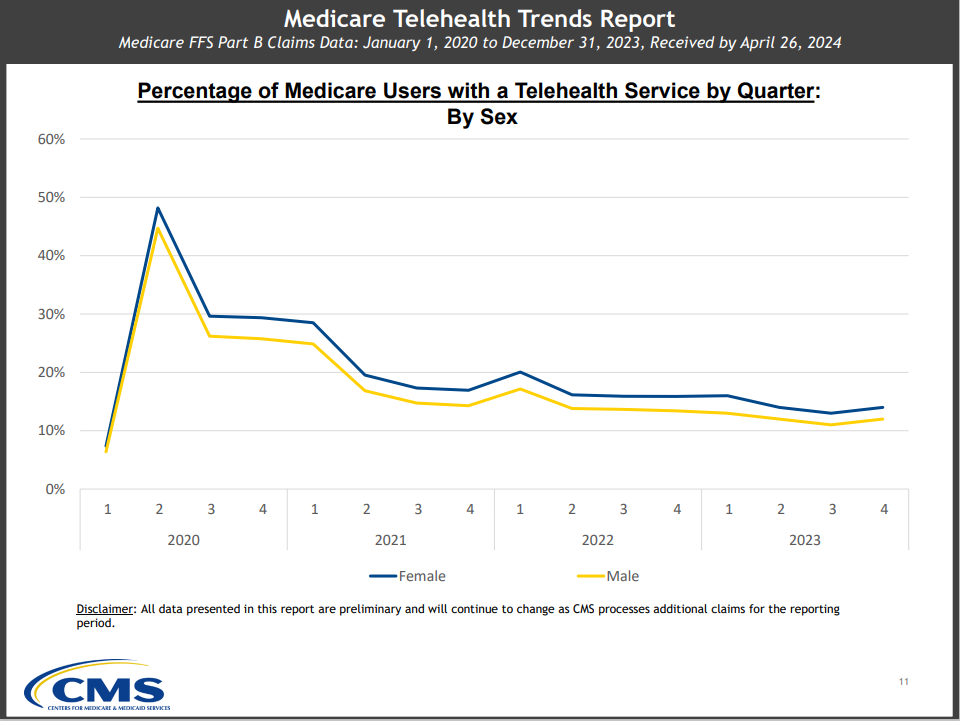 Medicare Telehealth Trends Report
Medicare FFS Part B Claims Data: January 1, 2020 to December 31, 2023, Received by April 26, 2024
Percentage of Medicare Users with a Telehealth Service by Quarter:
By Sex
60%
50%
40%
30%
20%
10%
0%
1 2 3 4 1 2 3 4 1 2 3 4 1 2 3 4
2020 2021 2022 2023
Female Male
Disclaimer: All data presented in this report are preliminary and will continue to change as CMS processes additional claims for the reporting
period.
CMS
CENTERS FOR MEDICARE & MEDICAID SERVICES
11